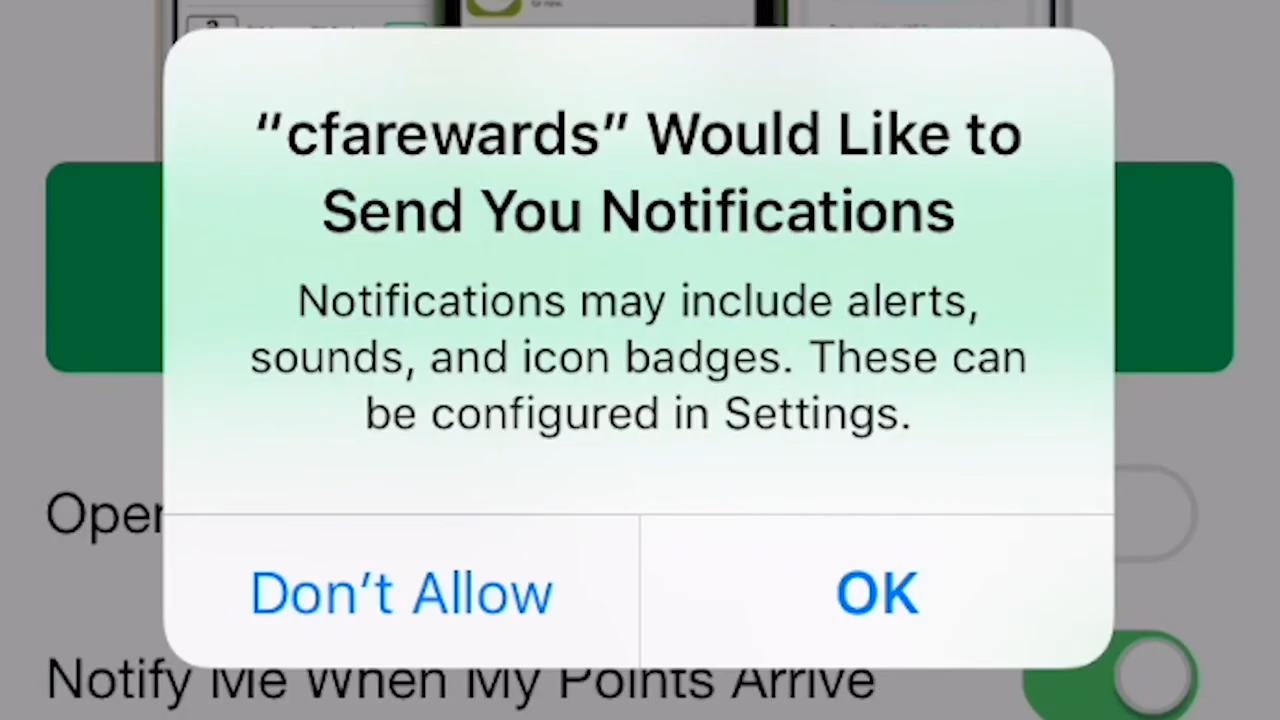 “cfarewards” Would Like to
Send You Notifications
Notifications may include alerts,
sounds, and icon badges. These can
be configured in Settings.
Don’t Allow
OK
Notify Me When My Points Arrive